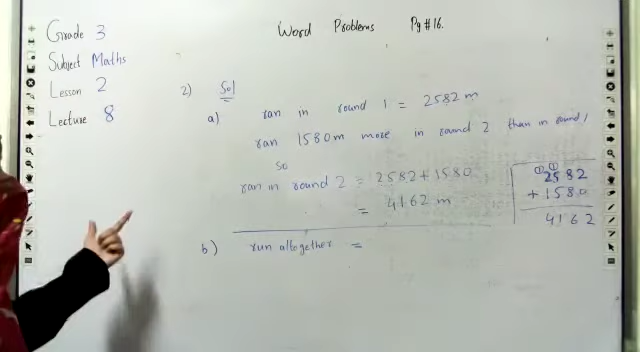 Grade 3
Subject Maths
Lesson 2
Lecture 8
Word Problems Pg # 16.
2) Sol
a) ran in round 1 = 2582 m
ran 1580m more in round 2 than in round 1
so
ran in round 2 = 2582 + 1580
= 4162 m
① ①
2582
+ 1580
4162
b) run altogether =